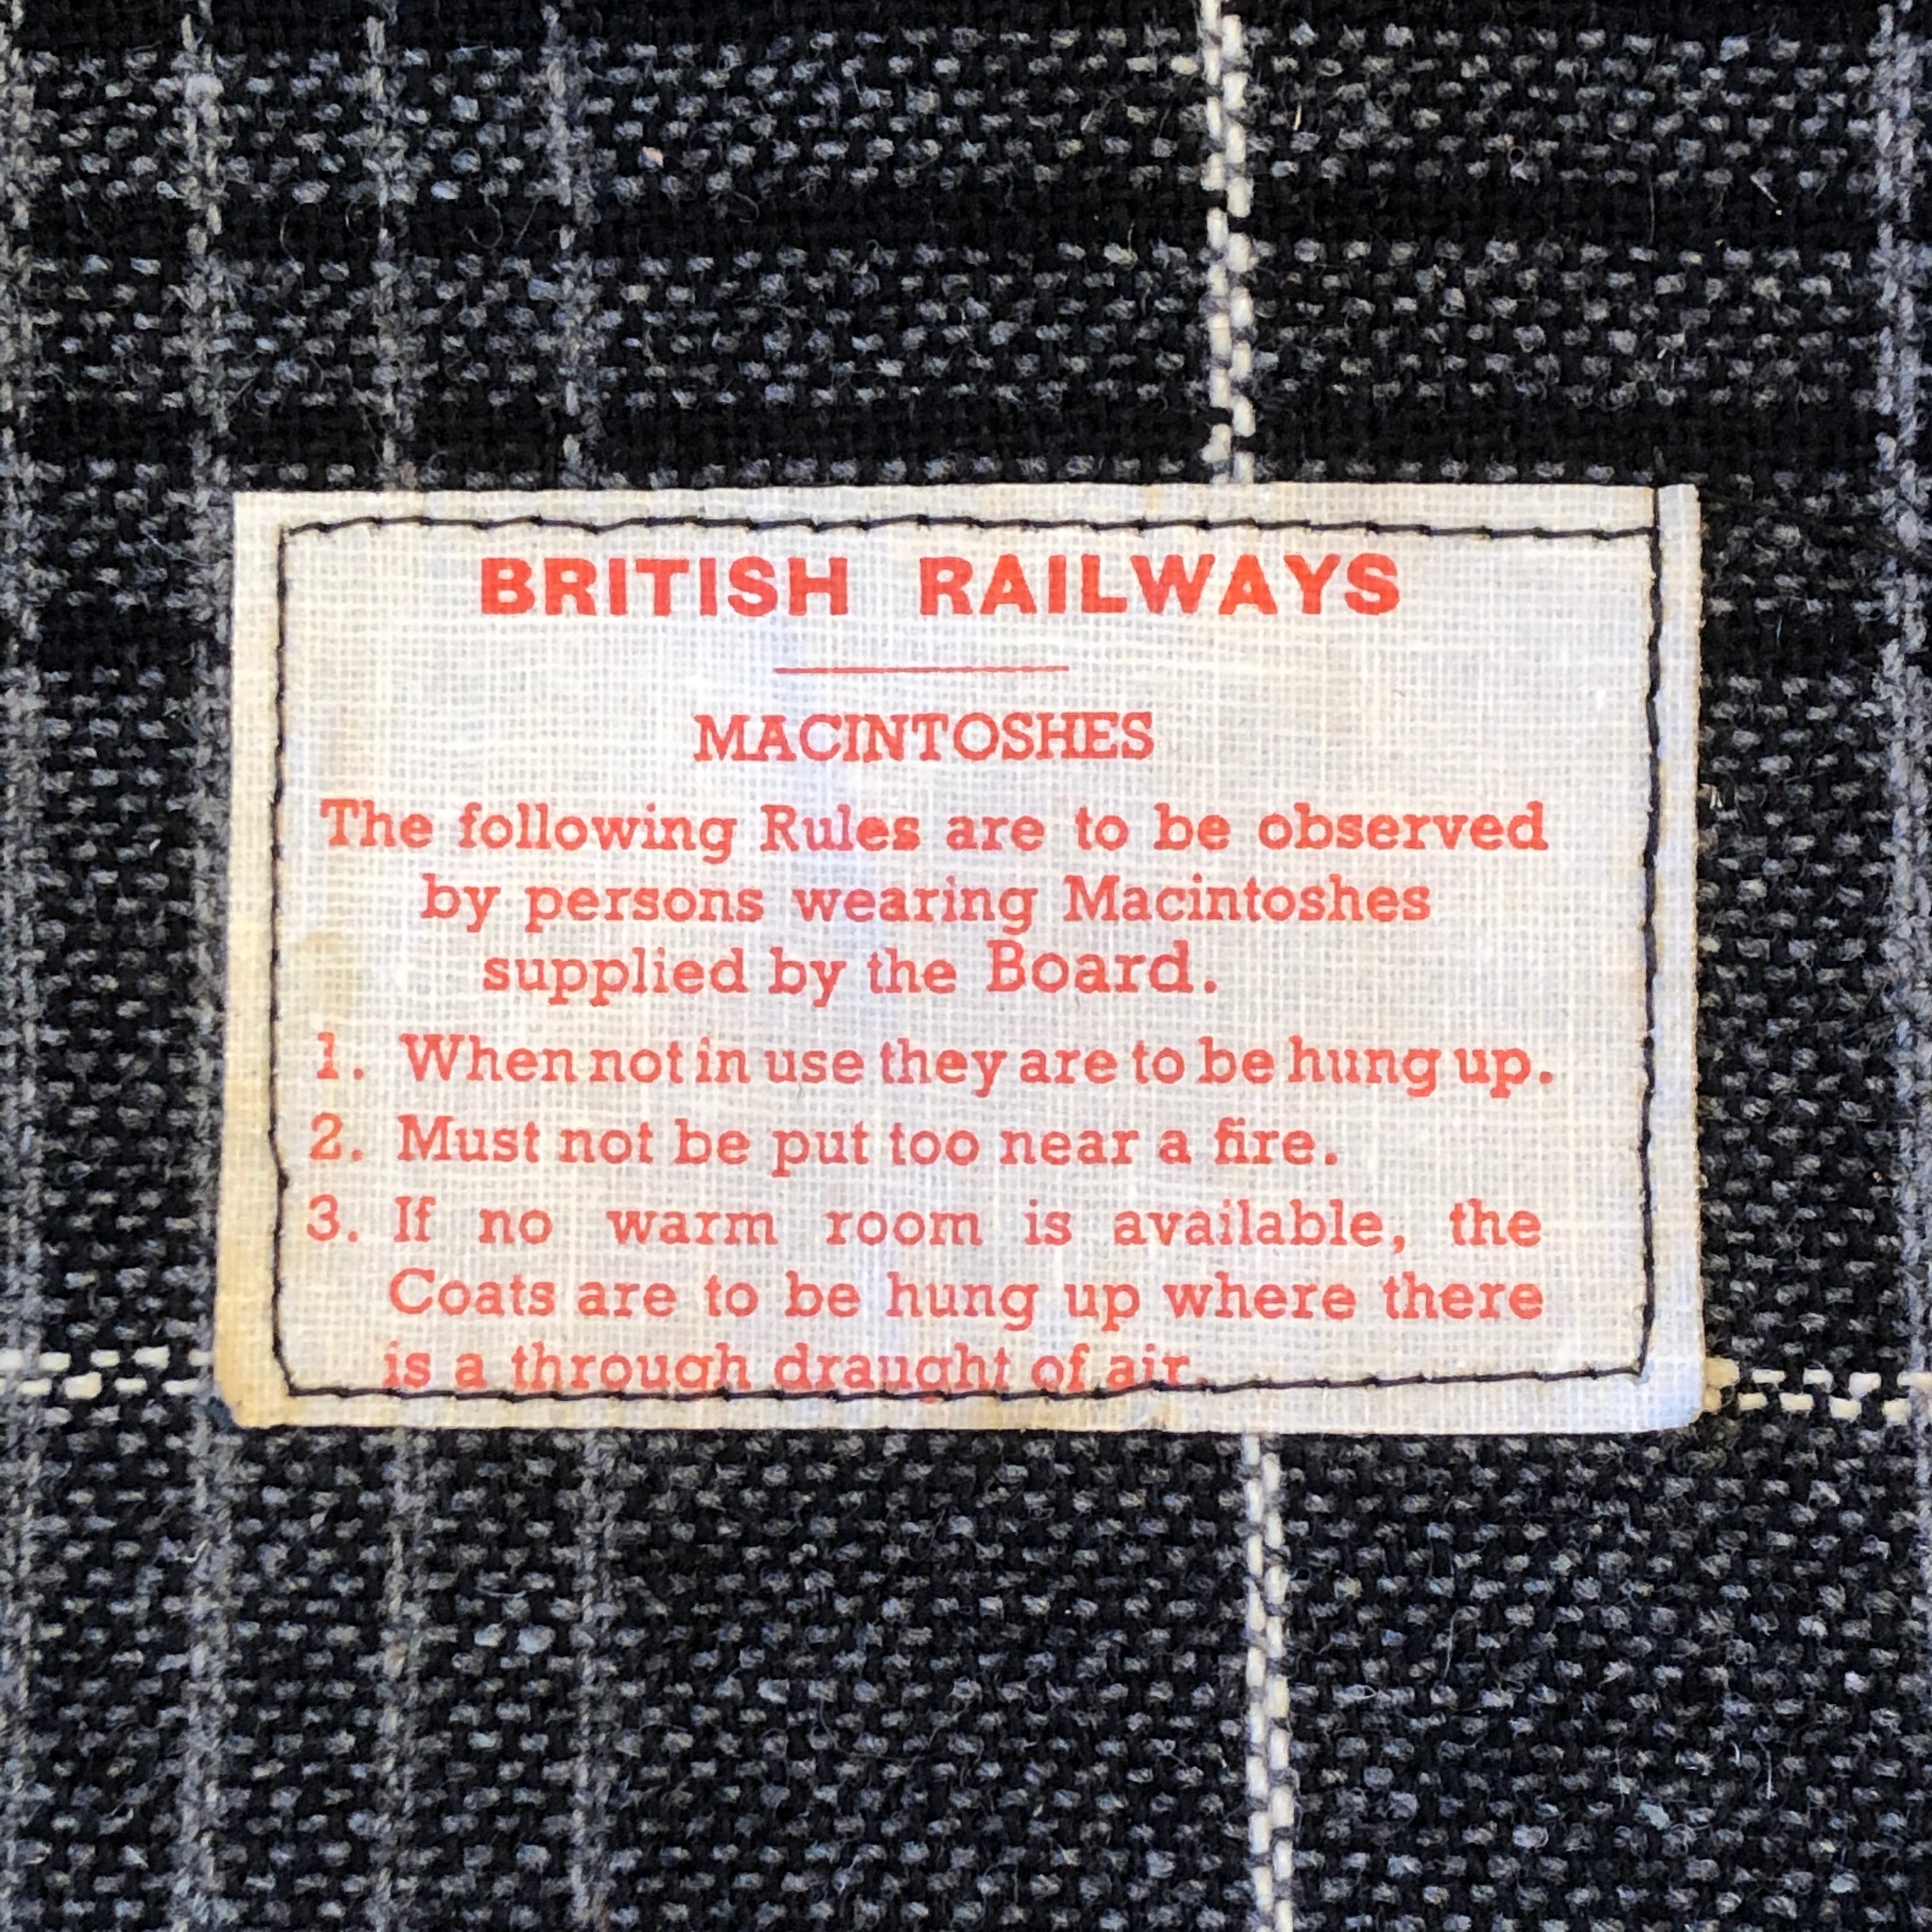 BRITISH RAILWAYS
MACINTOSHES
The following Rules are to be observed
by persons wearing Macintoshes
supplied by the Board.
1. When not in use they are to be hung up.
2. Must not be put too near a fire.
3. If no warm room is available, the
Coats are to be hung up where there
is a through draught of air.